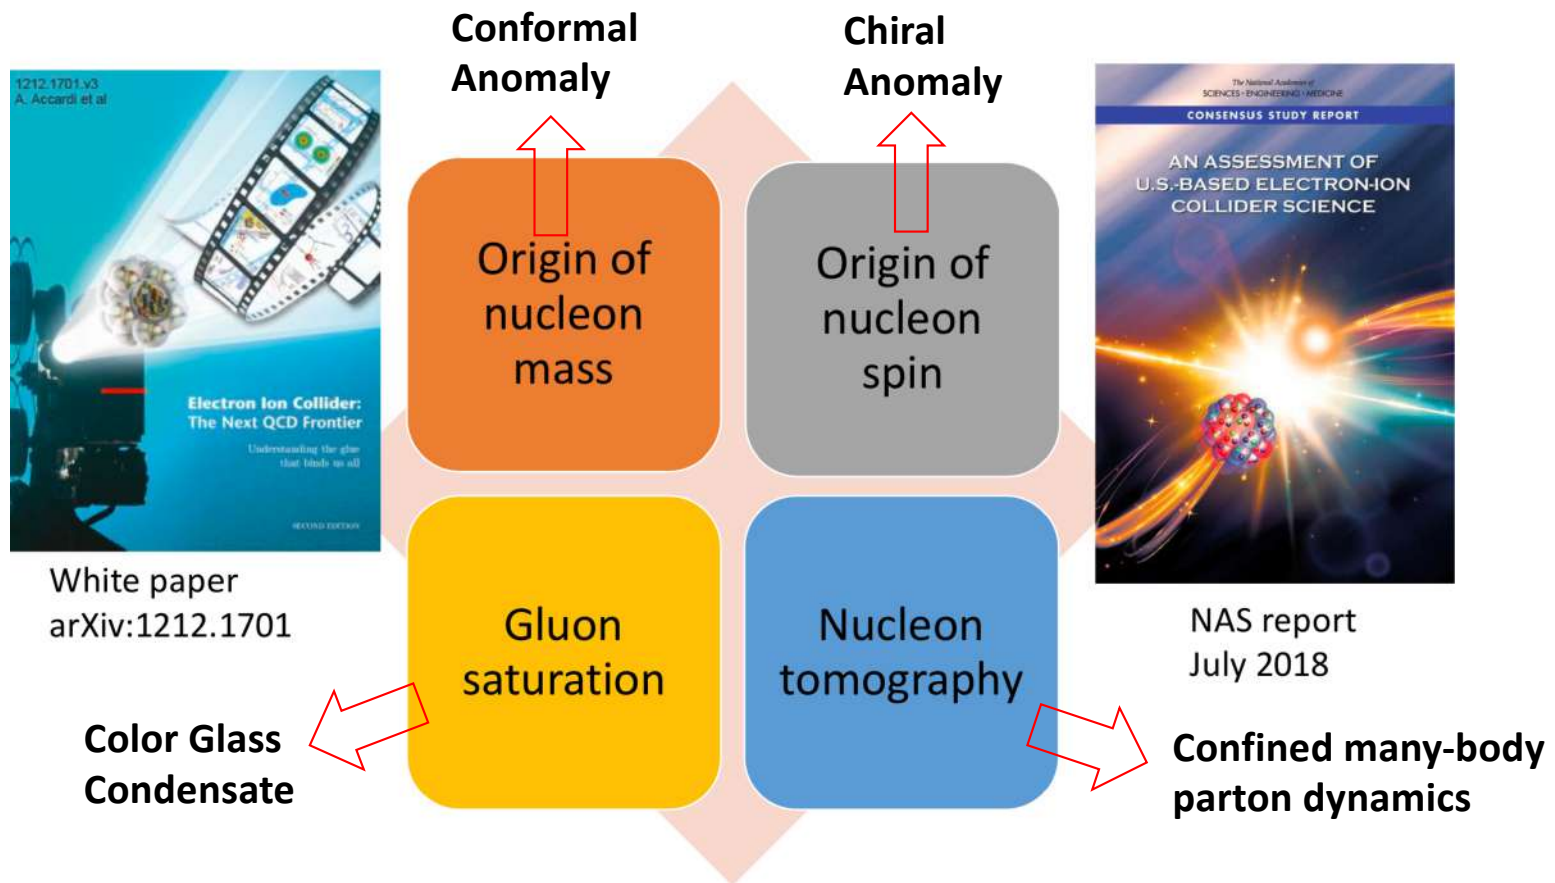 Conformal
Anomaly
Chiral
Anomaly
1212.1701.v3
A. Accardi et al
Electron Ion Collider:
The Next QCD Frontier
Understanding the glue
that binds us all
SECOND EDITION
White paper
arXiv:1212.1701
Origin of
nucleon
mass
Origin of
nucleon
spin
Gluon
saturation
Nucleon
tomography
The National Academies of
SCIENCES • ENGINEERING • MEDICINE
CONSENSUS STUDY REPORT
AN ASSESSMENT OF
U.S.-BASED ELECTRON-ION
COLLIDER SCIENCE
NAS report
July 2018
Color Glass
Condensate
Confined many-body
parton dynamics